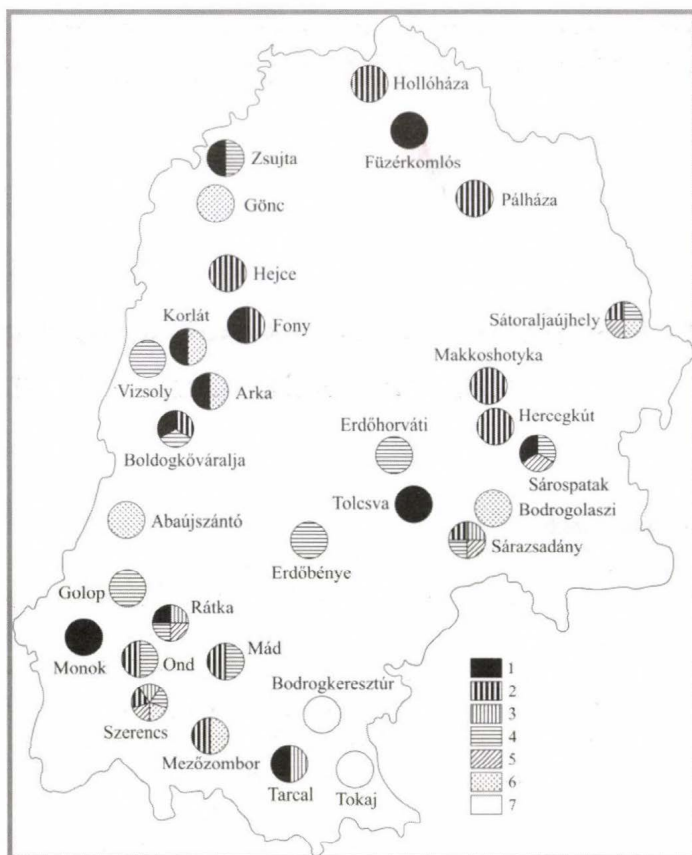 Hollóháza
Füzérkomlós
Zsujta
Pálháza
Gönc
Hejce
Sátoraljaújhely
Korlát
Fony
Makkoshotyka
Vizsoly
Arka
Hercegkút
Erdőhorváti
Boldogkőváralja
Sárospatak
Tolcsva
Bodrogolaszi
Abaújszántó
Sárazsadány
Erdőbénye
Golop
Rátka
Monok
Ond
Mád
Bodrogkeresztúr
Szerencs
Mezőzombor
Tarcal
Tokaj
1
2
3
4
5
6
7